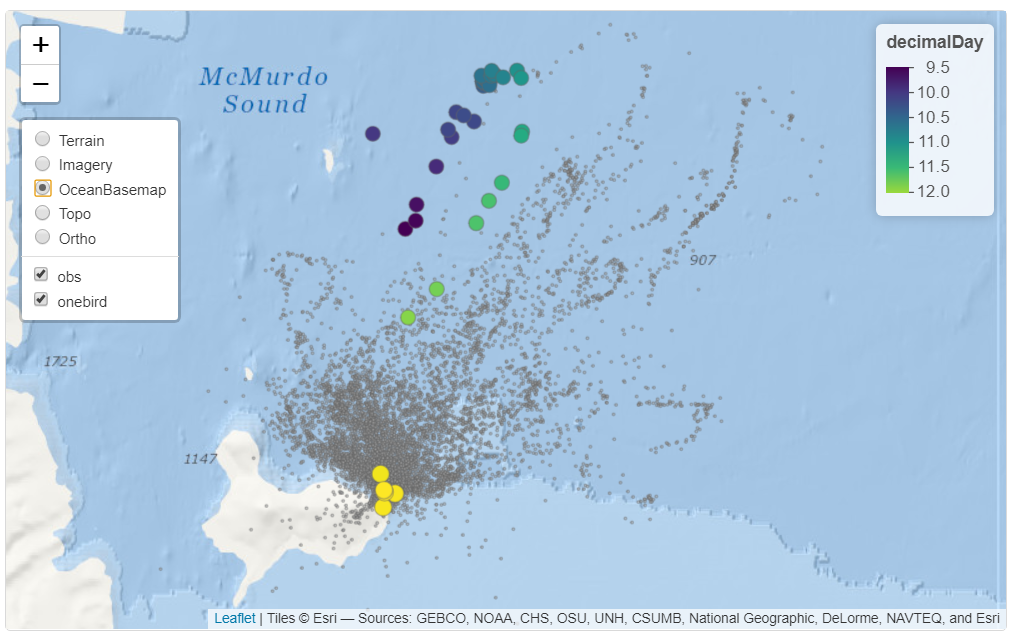 +
−
Terrain
Imagery
OceanBasemap
Topo
Ortho
obs
onebird
McMurdo
Sound
decimalDay
9.5
10.0
10.5
11.0
11.5
12.0
907
1725
1147
Leaflet | Tiles © Esri — Sources: GEBCO, NOAA, CHS, OSU, UNH, CSUMB, National Geographic, DeLorme, NAVTEQ, and Esri